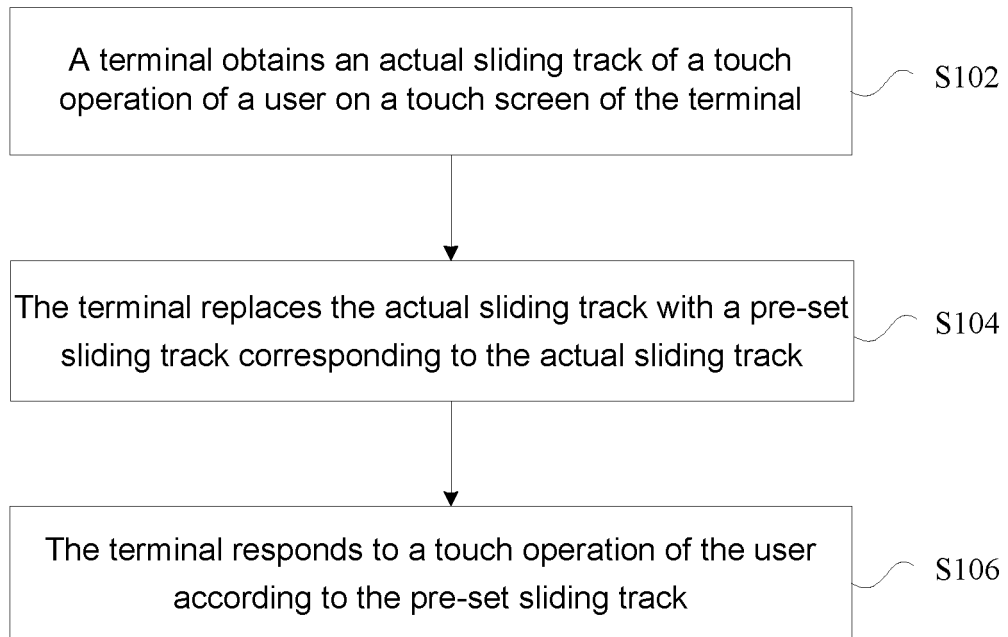 A terminal obtains an actual sliding track of a touch
operation of a user on a touch screen of the terminal
S102
The terminal replaces the actual sliding track with a pre-set
sliding track corresponding to the actual sliding track
S104
The terminal responds to a touch operation of the user
according to the pre-set sliding track
S106